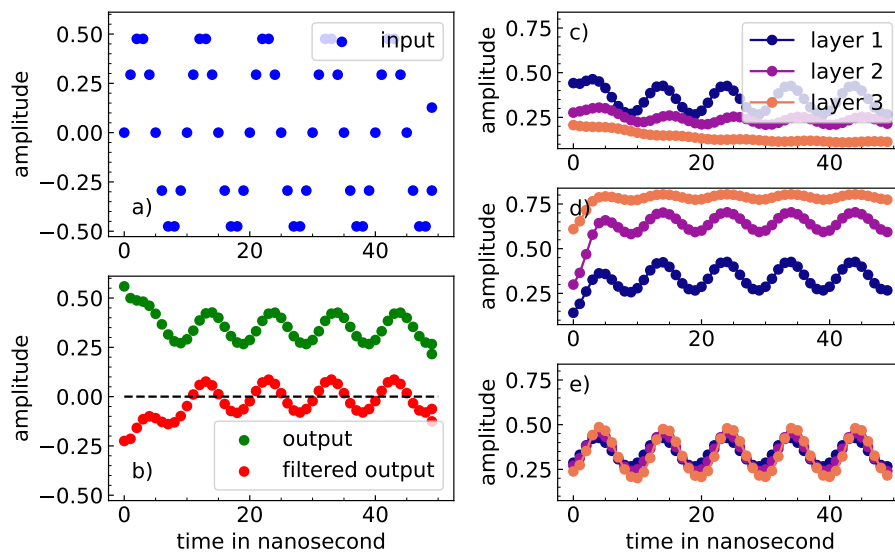 0.50
0.25
0.00
−0.25
−0.50
amplitude
input
a)
0
20
40
0.50
0.25
0.00
−0.25
−0.50
amplitude
b)
output
filtered output
0
20
40
time in nanosecond
c)
layer 1
layer 2
layer 3
0.75
0.50
0.25
amplitude
0
20
40
d)
0.75
0.50
0.25
amplitude
0
20
40
e)
0.75
0.50
0.25
amplitude
0
20
40
time in nanosecond